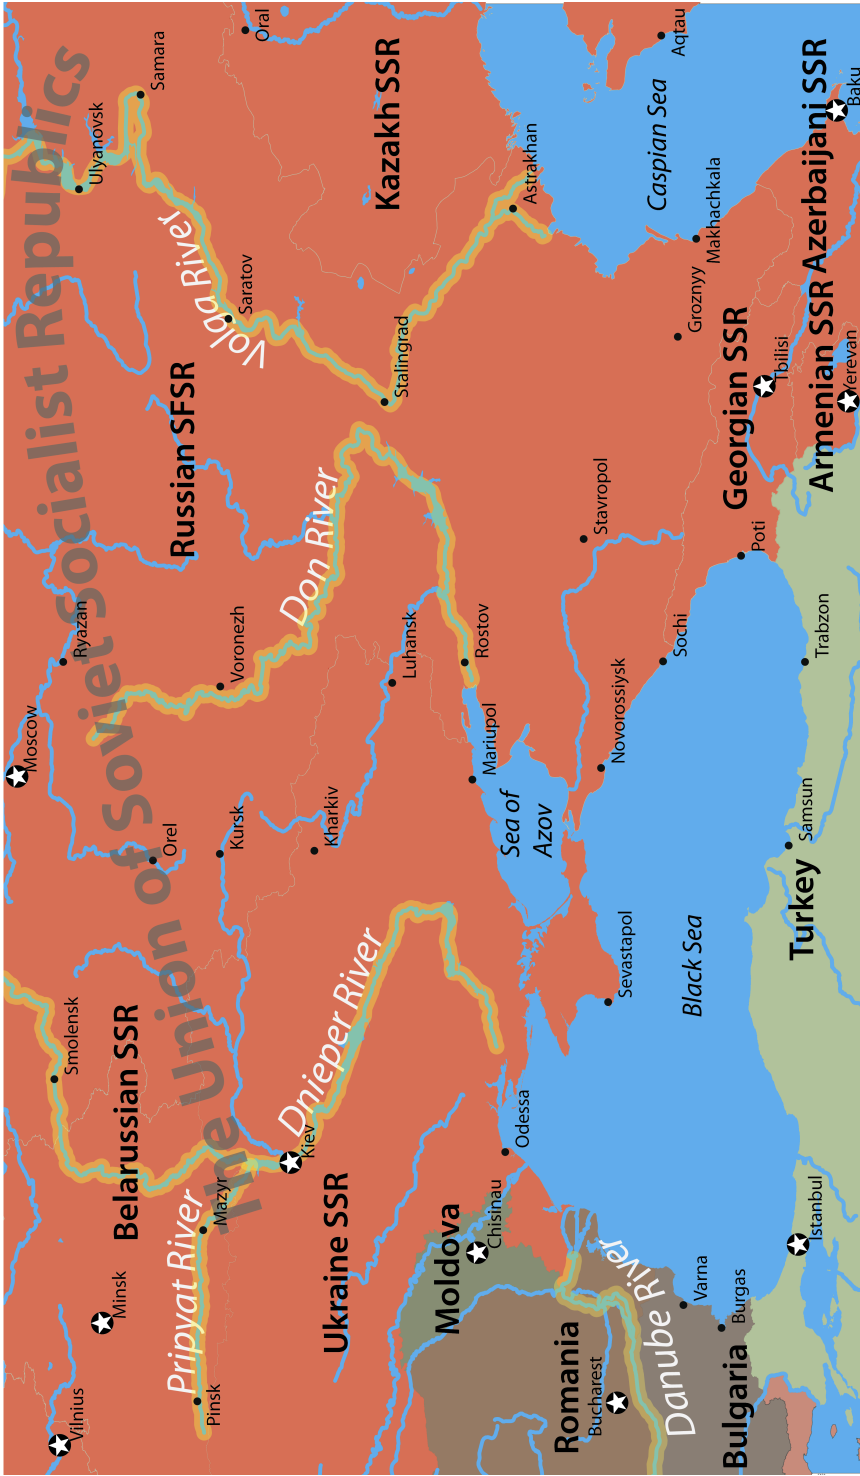 The Union of Soviet Socialist Republics
Vilnius
Minsk
Smolensk
Moscow
Ryazan
Ulyanovsk
Samara
Oral
Pinsk
Pripyat River
Mazyr
Belarussian SSR
Orel
Kursk
Voronezh
Russian SFSR
Saratov
Volga River
Kiev
Dnieper River
Kharkiv
Don River
Luhansk
Stalingrad
Kazakh SSR
Ukraine SSR
Moldova
Chisinau
Odessa
Sea of
Azov
Mariupol
Rostov
Stavropol
Astrakhan
Romania
Bucharest
Danube River
Sevastapol
Novorossiysk
Sochi
Groznyy
Makhachkala
Caspian Sea
Aqtau
Bulgaria
Varna
Burgas
Black Sea
Poti
Georgian SSR
Tbilisi
Istanbul
Turkey
Samsun
Trabzon
Armenian SSR
Yerevan
Azerbaijani SSR
Baku